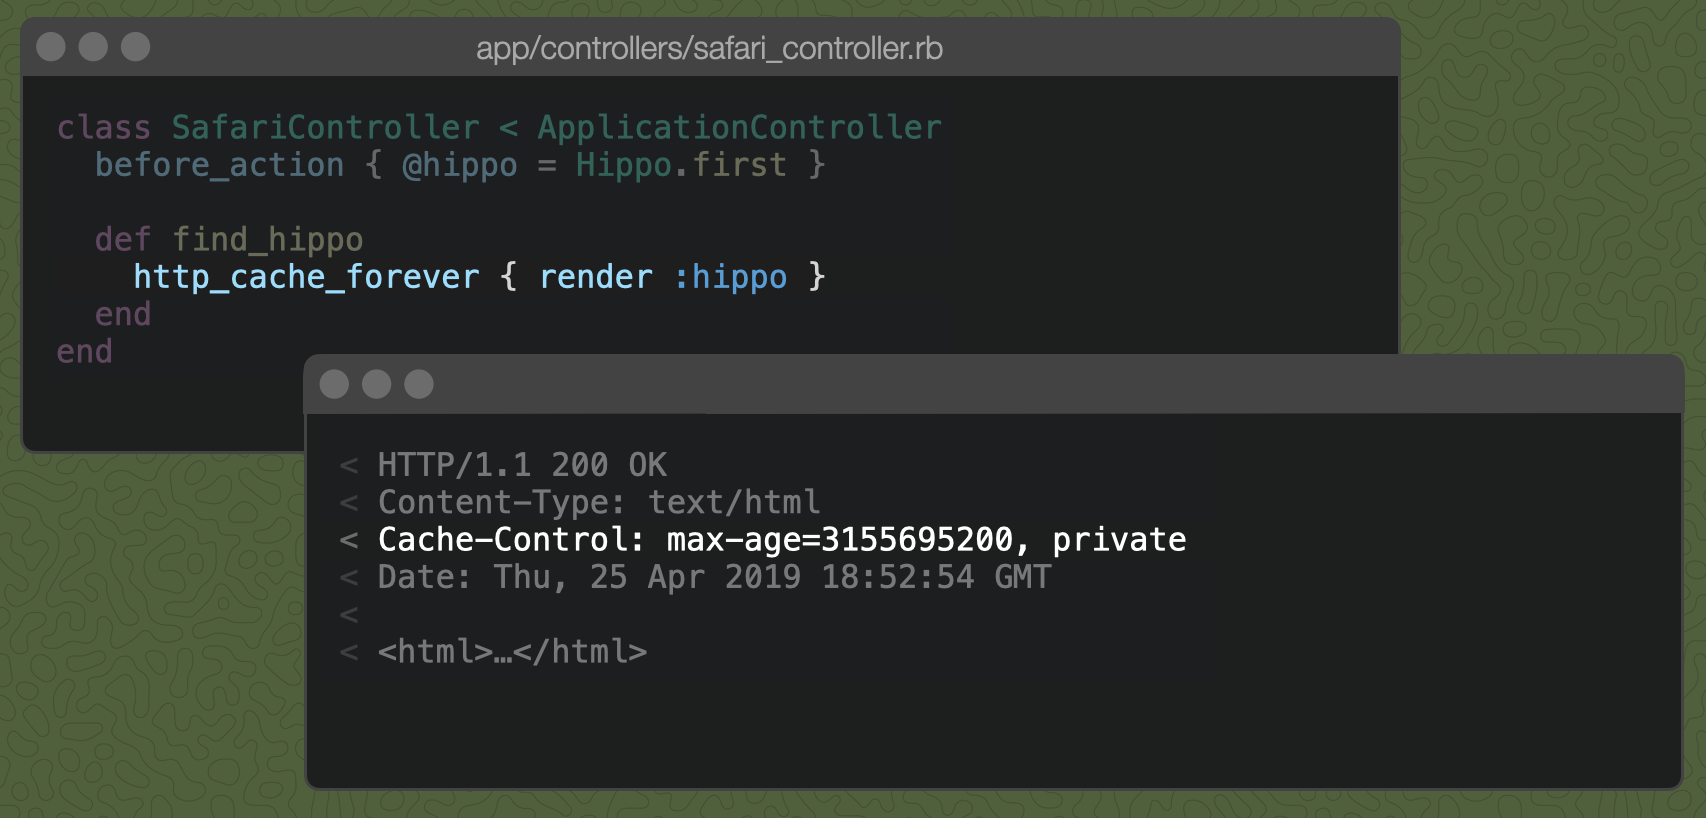 app/controllers/safari_controller.rb
class SafariController < ApplicationController
  before_action { @hippo = Hippo.first }
  def find_hippo
    http_cache_forever { render :hippo }
  end
end
< HTTP/1.1 200 OK
< Content-Type: text/html
< Cache-Control: max-age=3155695200, private
< Date: Thu, 25 Apr 2019 18:52:54 GMT
<
< <html>…</html>